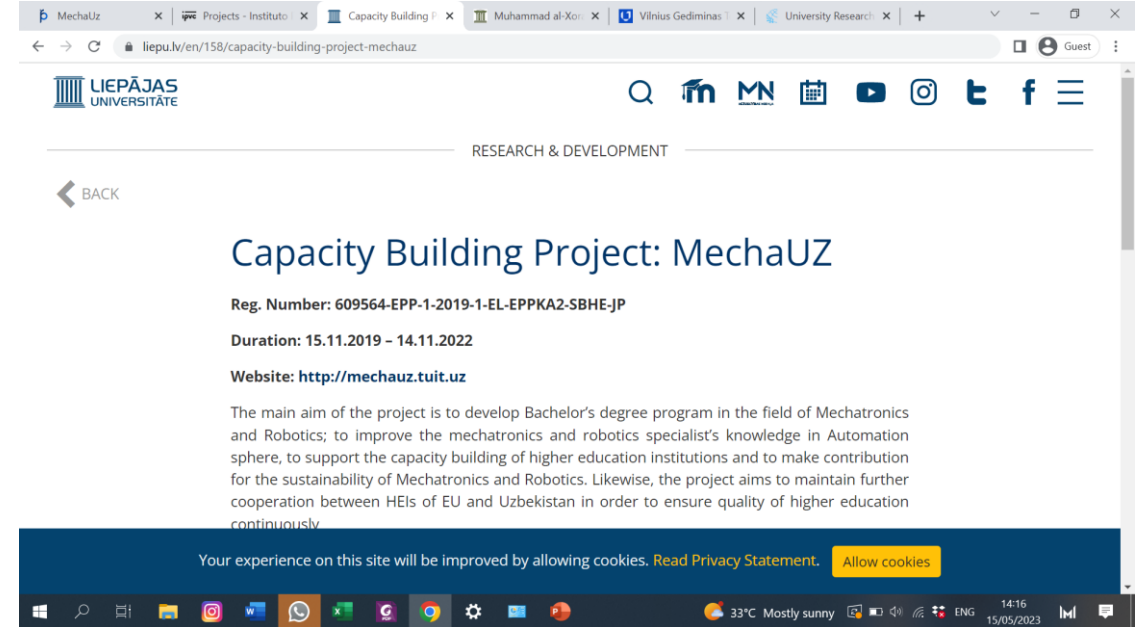 MechaUz
Projects - Instituto
Capacity Building P
Muhammad al-Xor
Vilnius Gediminas T
University Research
liepu.lv/en/158/capacity-building-project-mechauz
Guest
LIEPĀJAS
UNIVERSITĀTE
MN
RESEARCH & DEVELOPMENT
BACK
Capacity Building Project: MechaUZ
Reg. Number: 609564-EPP-1-2019-1-EL-EPPKA2-SBHE-JP
Duration: 15.11.2019 – 14.11.2022
Website: http://mechauz.tuit.uz
The main aim of the project is to develop Bachelor's degree program in the field of Mechatronics
and Robotics; to improve the mechatronics and robotics specialist's knowledge in Automation
sphere, to support the capacity building of higher education institutions and to make contribution
for the sustainability of Mechatronics and Robotics. Likewise, the project aims to maintain further
cooperation between HEIs of EU and Uzbekistan in order to ensure quality of higher education
continuously
Your experience on this site will be improved by allowing cookies. Read Privacy Statement.
Allow cookies
33°C Mostly sunny
ENG
14:16
15/05/2023